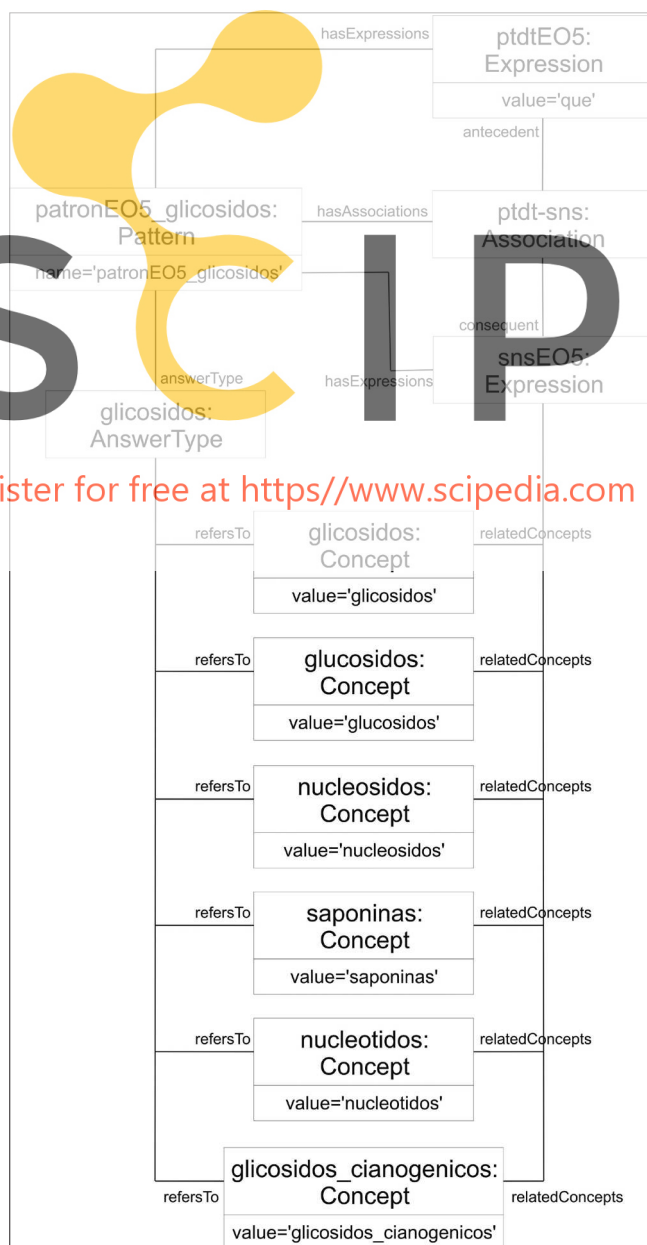 hasExpressions
ptdtEO5:
Expression
value='que'
antecedent
patronEO5_glicosidos:
Pattern
name='patronEO5_glicosidos'
hasAssociations
ptdt-sns:
Association
SCIP
consequent
answerType
hasExpressions
snsEO5:
Expression
glicosidos:
AnswerType
ister for free at https//www.scipedia.com
refersTo
glicosidos:
Concept
relatedConcepts
value='glicosidos'
refersTo
glucosidos:
Concept
relatedConcepts
value='glucosidos'
refersTo
nucleosidos:
Concept
relatedConcepts
value='nucleosidos'
refersTo
saponinas:
Concept
relatedConcepts
value='saponinas'
refersTo
nucleotidos:
Concept
relatedConcepts
value='nucleotidos'
refersTo
glicosidos_cianogenicos:
Concept
relatedConcepts
value='glicosidos_cianogenicos'